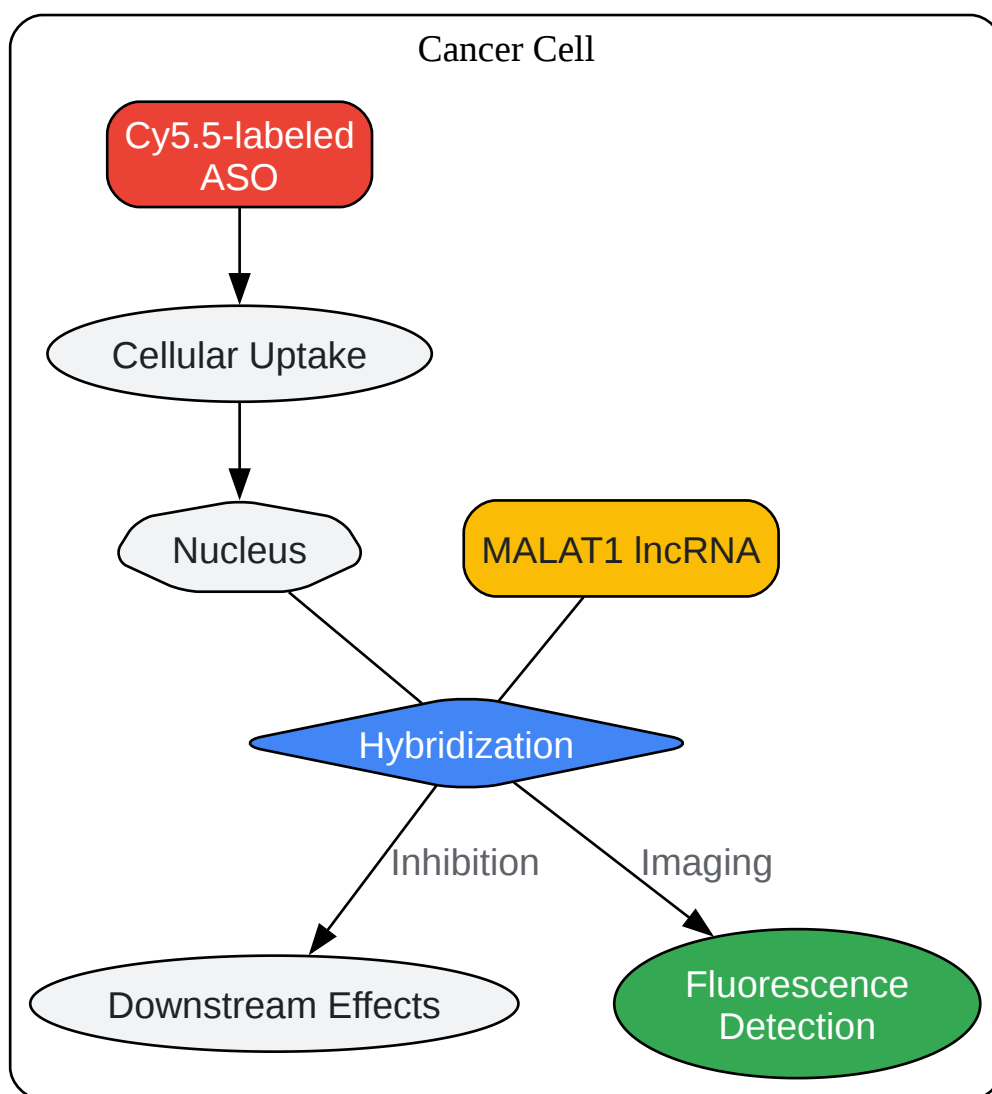 Cancer Cell
Cy5.5-labeled
ASO
Cellular Uptake
Nucleus
MALAT1 lncRNA
Hybridization
Inhibition
Imaging
Downstream Effects
Fluorescence
Detection